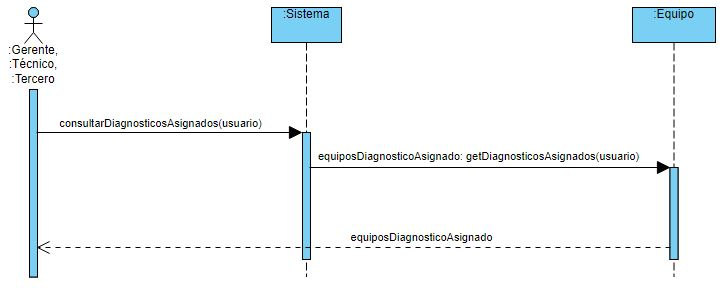 :Gerente,
:Técnico,
:Tercero
:Sistema
:Equipo
consultarDiagnosticosAsignados(usuario)
equiposDiagnosticoAsignado: getDiagnosticosAsignados(usuario)
equiposDiagnosticoAsignado